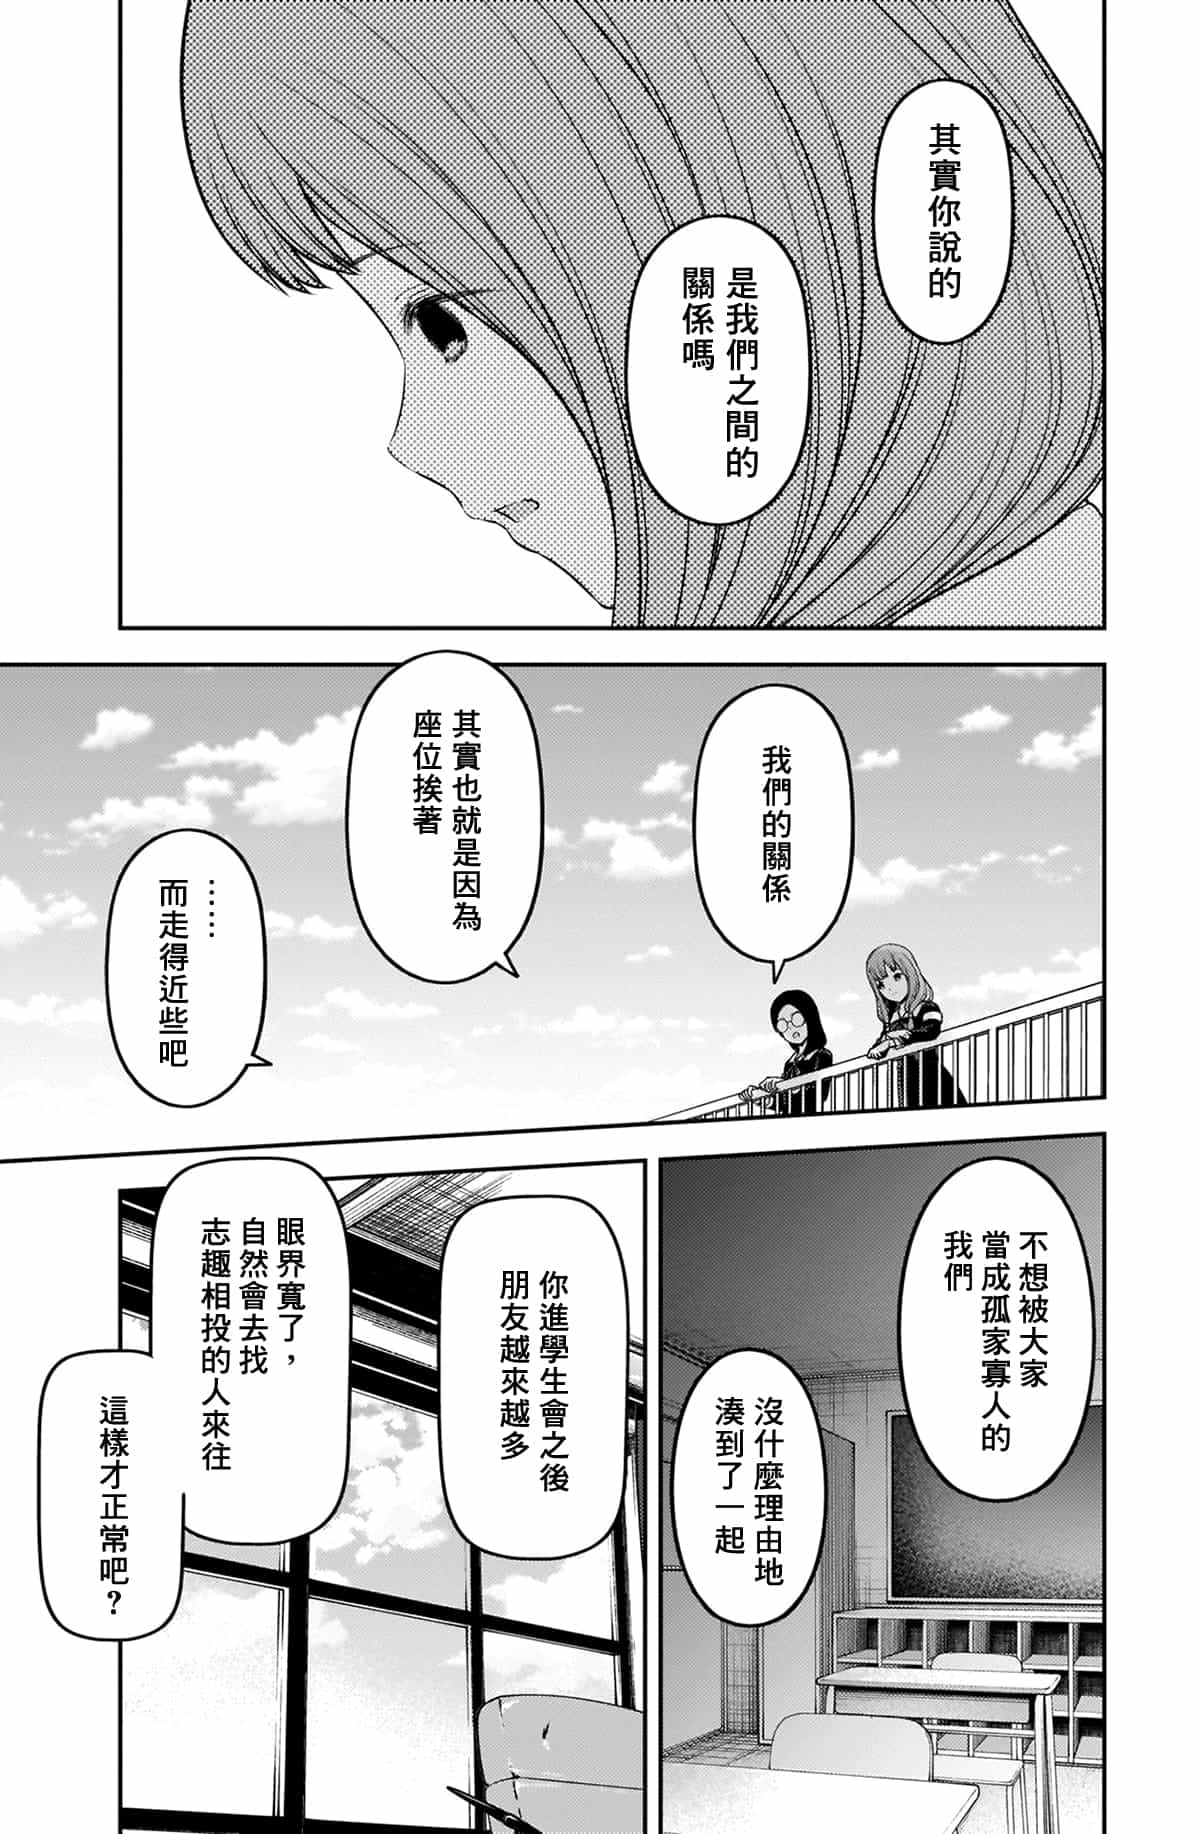 其實你說的
是我們之間的
關係嗎
我們的關係
其實也就是因為
座位挨著
……
而走得近些吧
不想被大家
當成孤家寡人的
我們
沒什麼理由地
湊到了一起
你進學生會之後
朋友越來越多
眼界寬了，
自然會去找
志趣相投的人來往
這樣才正常吧？